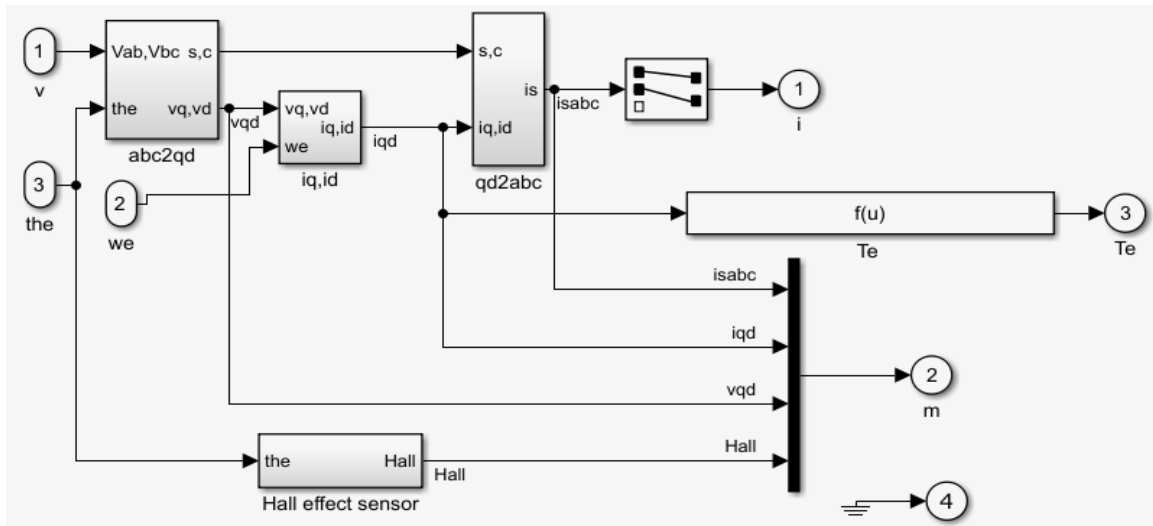 1
v
Vab,Vbc s,c
the vq,vd
abc2qd
3
the
2
we
vqd
vq,vd
iq,id
we
iq,id
iqd
s,c
is
iq,id
qd2abc
isabc
1
i
f(u)
Te
3
Te
isabc
iqd
vqd
Hall
2
m
the Hall
Hall
Hall effect sensor
4